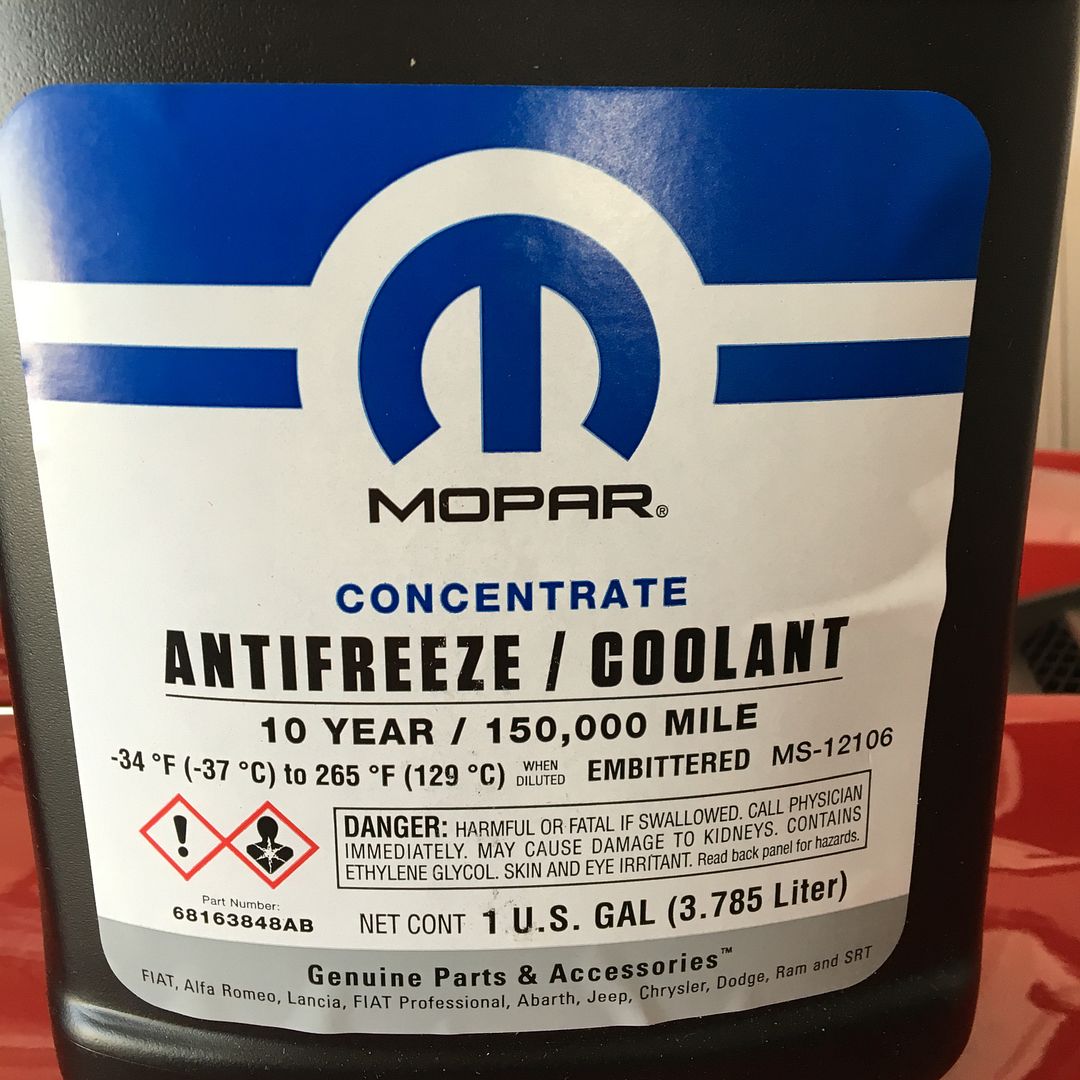 MOPAR®
CONCENTRATE
ANTIFREEZE / COOLANT
10 YEAR / 150,000 MILE
-34 °F (-37 °C) to 265 °F (129 °C) WHEN DILUTED EMBITTERED MS-12106
DANGER: HARMFUL OR FATAL IF SWALLOWED. CALL PHYSICIAN
IMMEDIATELY. MAY CAUSE DAMAGE TO KIDNEYS. CONTAINS
ETHYLENE GLYCOL. SKIN AND EYE IRRITANT. Read back panel for hazards.
Part Number:
68163848AB
NET CONT 1 U.S. GAL (3.785 Liter)
Genuine Parts & Accessories™
FIAT, Alfa Romeo, Lancia, FIAT Professional, Abarth, Jeep, Chrysler, Dodge, Ram and SRT